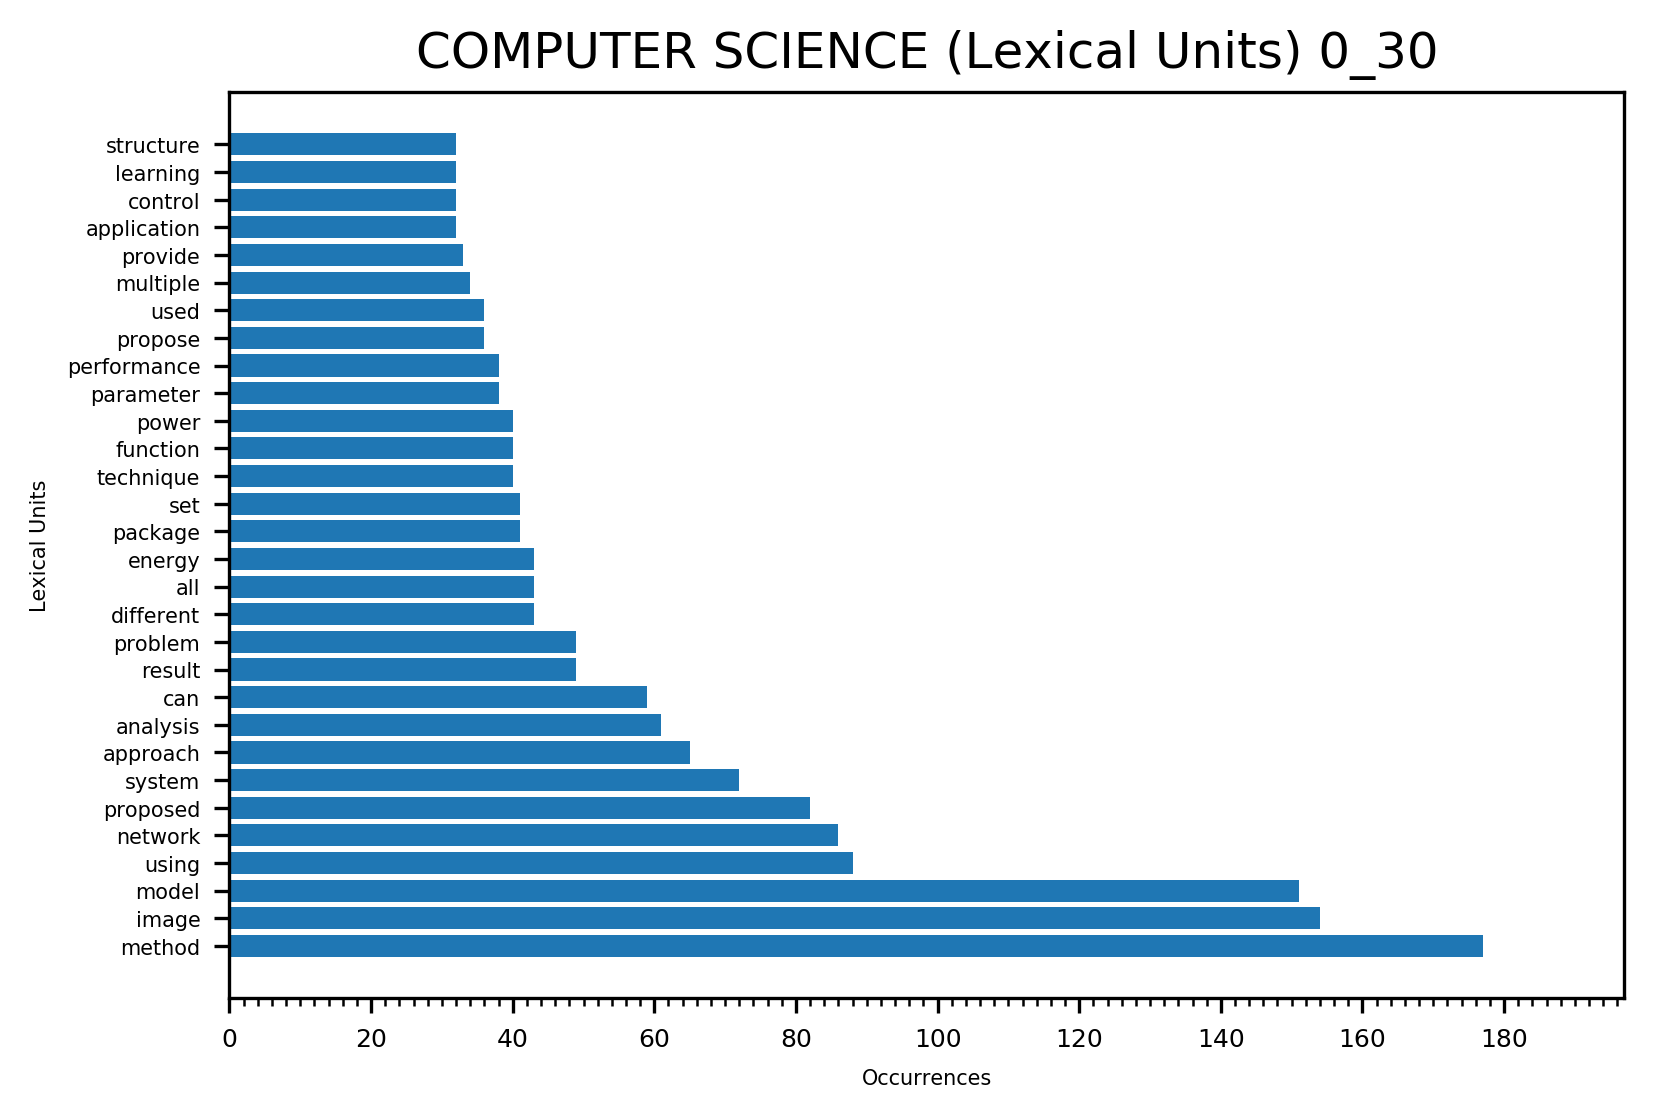 COMPUTER SCIENCE (Lexical Units) 0_30
Lexical Units
structure
learning
control
application
provide
multiple
used
propose
performance
parameter
power
function
technique
set
package
energy
all
different
problem
result
can
analysis
approach
system
proposed
network
using
model
image
method
0 20 40 60 80 100 120 140 160 180
Occurrences